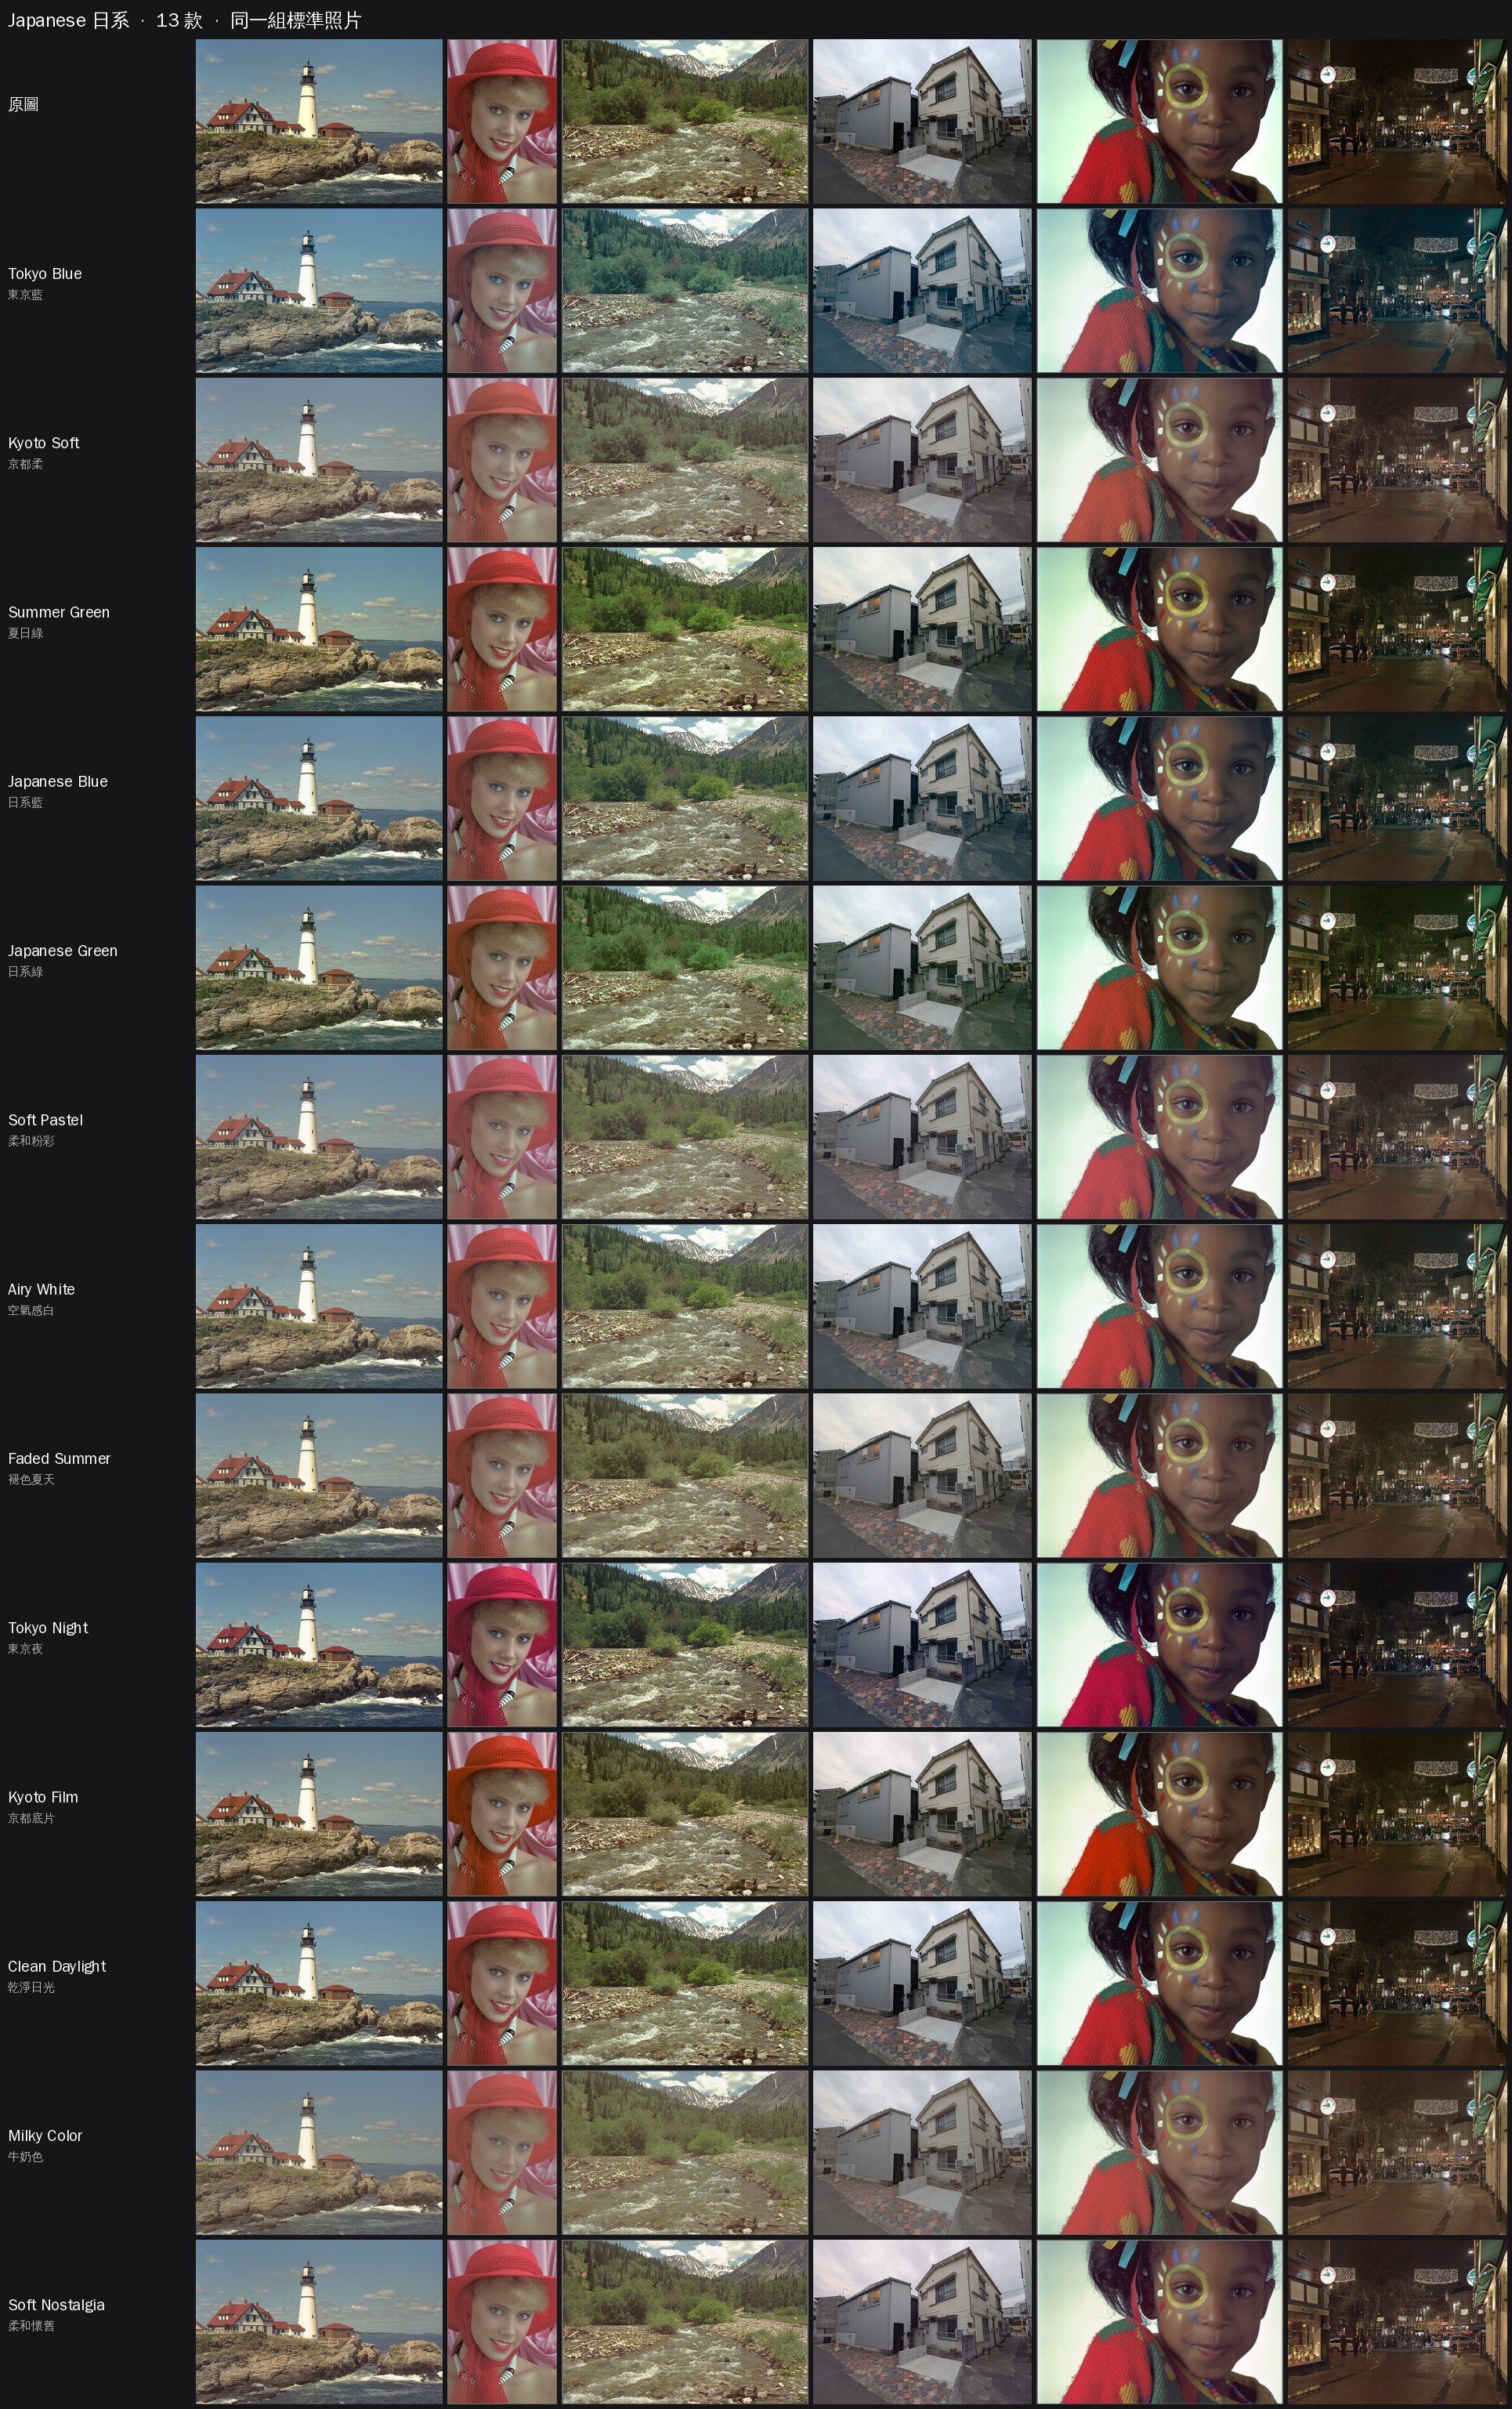 Japanese 日系 · 13 款 · 同一組標準照片
原圖
Tokyo Blue
東京藍
Kyoto Soft
京都柔
Summer Green
夏日綠
Japanese Blue
日系藍
Japanese Green
日系綠
Soft Pastel
柔和粉彩
Airy White
空氣感白
Faded Summer
褪色夏天
Tokyo Night
東京夜
Kyoto Film
京都底片
Clean Daylight
乾淨日光
Milky Color
牛奶色
Soft Nostalgia
柔和懷舊